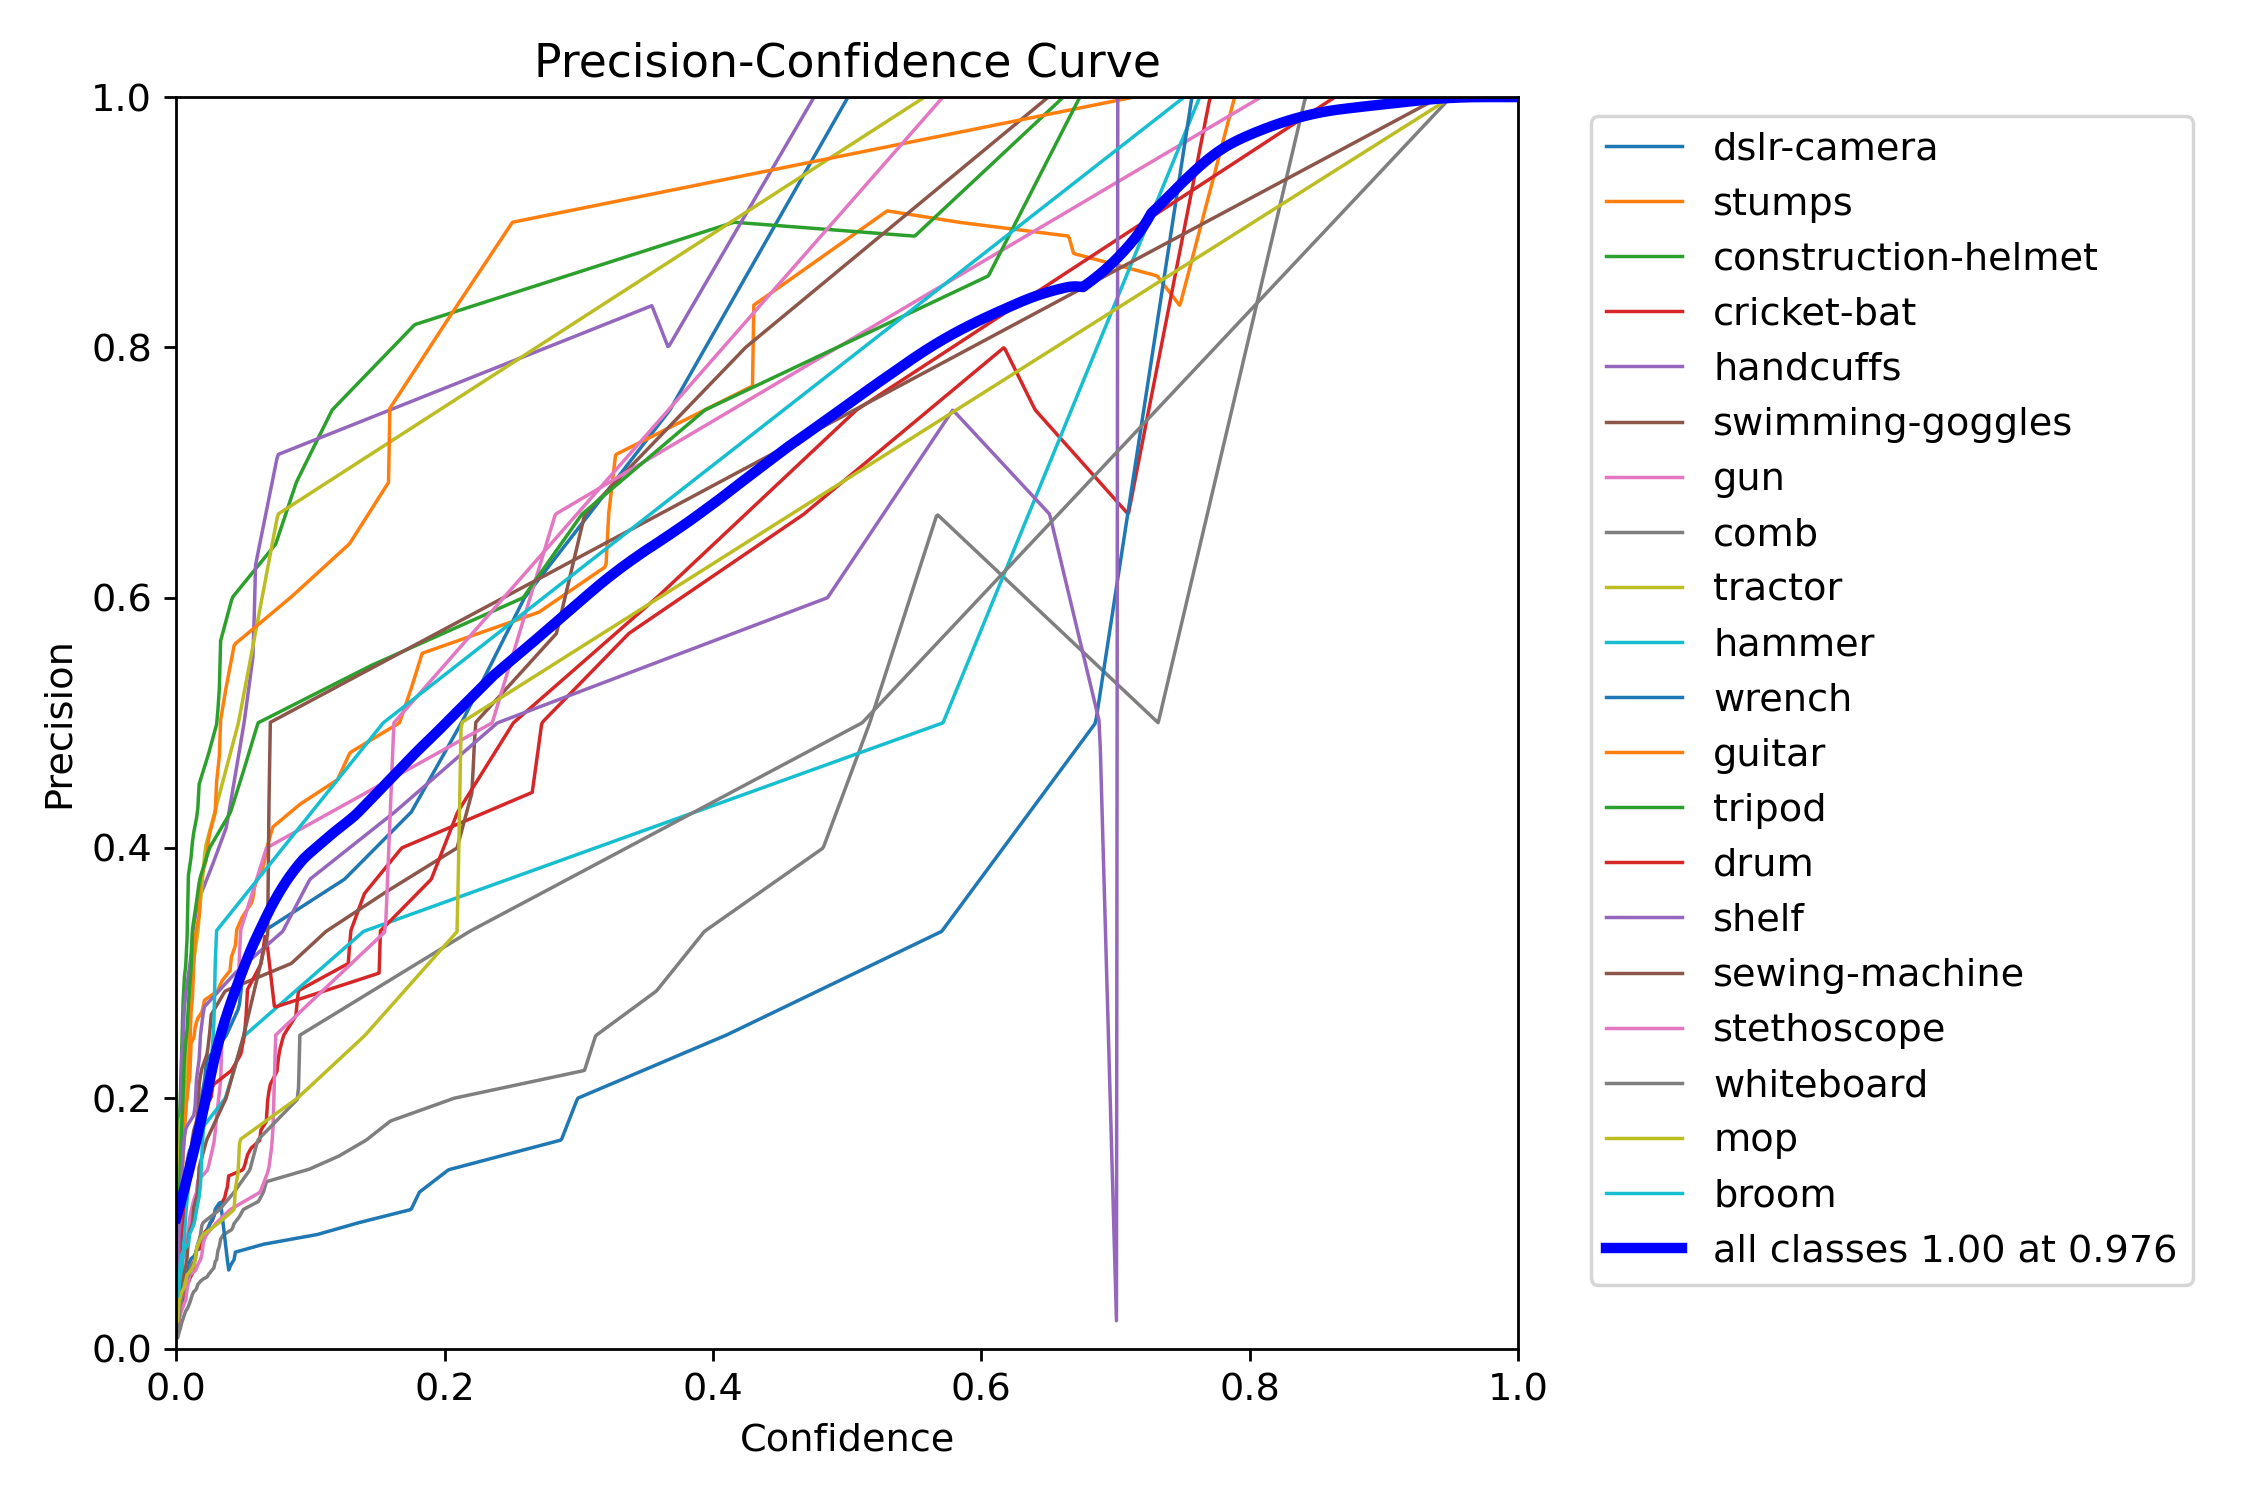 Precision-Confidence Curve
1.0
0.8
0.6
0.4
0.2
0.0
Precision
0.0 0.2 0.4 0.6 0.8 1.0
Confidence
dslr-camera
stumps
construction-helmet
cricket-bat
handcuffs
swimming-goggles
gun
comb
tractor
hammer
wrench
guitar
tripod
drum
shelf
sewing-machine
stethoscope
whiteboard
mop
broom
all classes 1.00 at 0.976